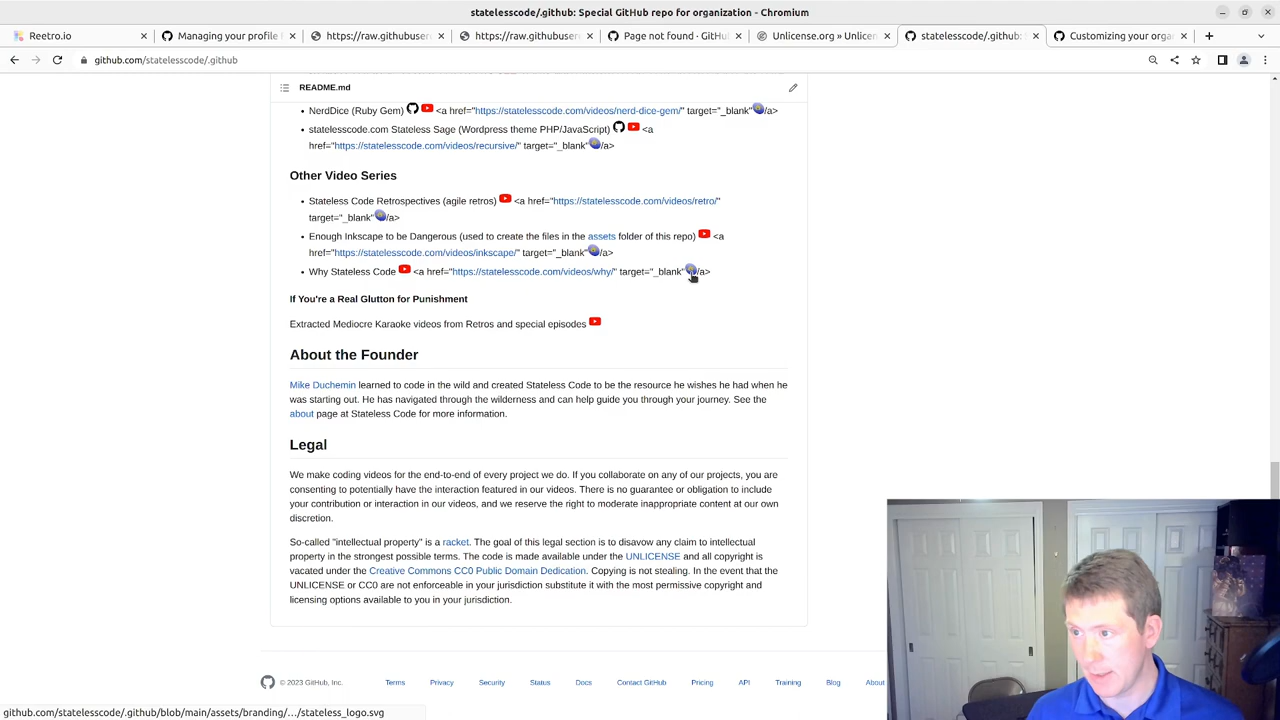 statelesscode/.github: Special GitHub repo for organization - Chromium
Reetro.io
Managing your profile
https://raw.githubuser
https://raw.githubusera
Page not found · GitHub
Unlicense.org » Unlicen
statelesscode/.github:
Customizing your orga
github.com/statelesscode/.github
README.md
• NerdDice (Ruby Gem) <a href="https://statelesscode.com/videos/nerd-dice-gem/" target="_blank" /a>
• statelesscode.com Stateless Sage (Wordpress theme PHP/JavaScript) <a
href="https://statelesscode.com/videos/recursive/" target="_blank" /a>
Other Video Series
• Stateless Code Retrospectives (agile retros) <a href="https://statelesscode.com/videos/retro/"
target="_blank" /a>
• Enough Inkscape to be Dangerous (used to create the files in the assets folder of this repo) <a
href="https://statelesscode.com/videos/inkscape/" target="_blank" /a>
• Why Stateless Code <a href="https://statelesscode.com/videos/why/" target="_blank" /a>
If You're a Real Glutton for Punishment
Extracted Mediocre Karaoke videos from Retros and special episodes
About the Founder
Mike Duchemin learned to code in the wild and created Stateless Code to be the resource he wishes he had when he
was starting out. He has navigated through the wilderness and can help guide you through your journey. See the
about page at Stateless Code for more information.
Legal
We make coding videos for the end-to-end of every project we do. If you collaborate on any of our projects, you are
consenting to potentially have the interaction featured in our videos. There is no guarantee or obligation to include
your contribution or interaction in our videos, and we reserve the right to moderate inappropriate content at our own
discretion.
So-called "intellectual property" is a racket. The goal of this legal section is to disavow any claim to intellectual
property in the strongest possible terms. The code is made available under the UNLICENSE and all copyright is
vacated under the Creative Commons CC0 Public Domain Dedication. Copying is not stealing. In the event that the
UNLICENSE or CC0 are not enforceable in your jurisdiction substitute it with the most permissive copyright and
licensing options available to you in your jurisdiction.
© 2023 GitHub, Inc.
Terms
Privacy
Security
Status
Docs
Contact GitHub
Pricing
API
Training
Blog
About
github.com/statelesscode/.github/blob/main/assets/branding/…/stateless_logo.svg